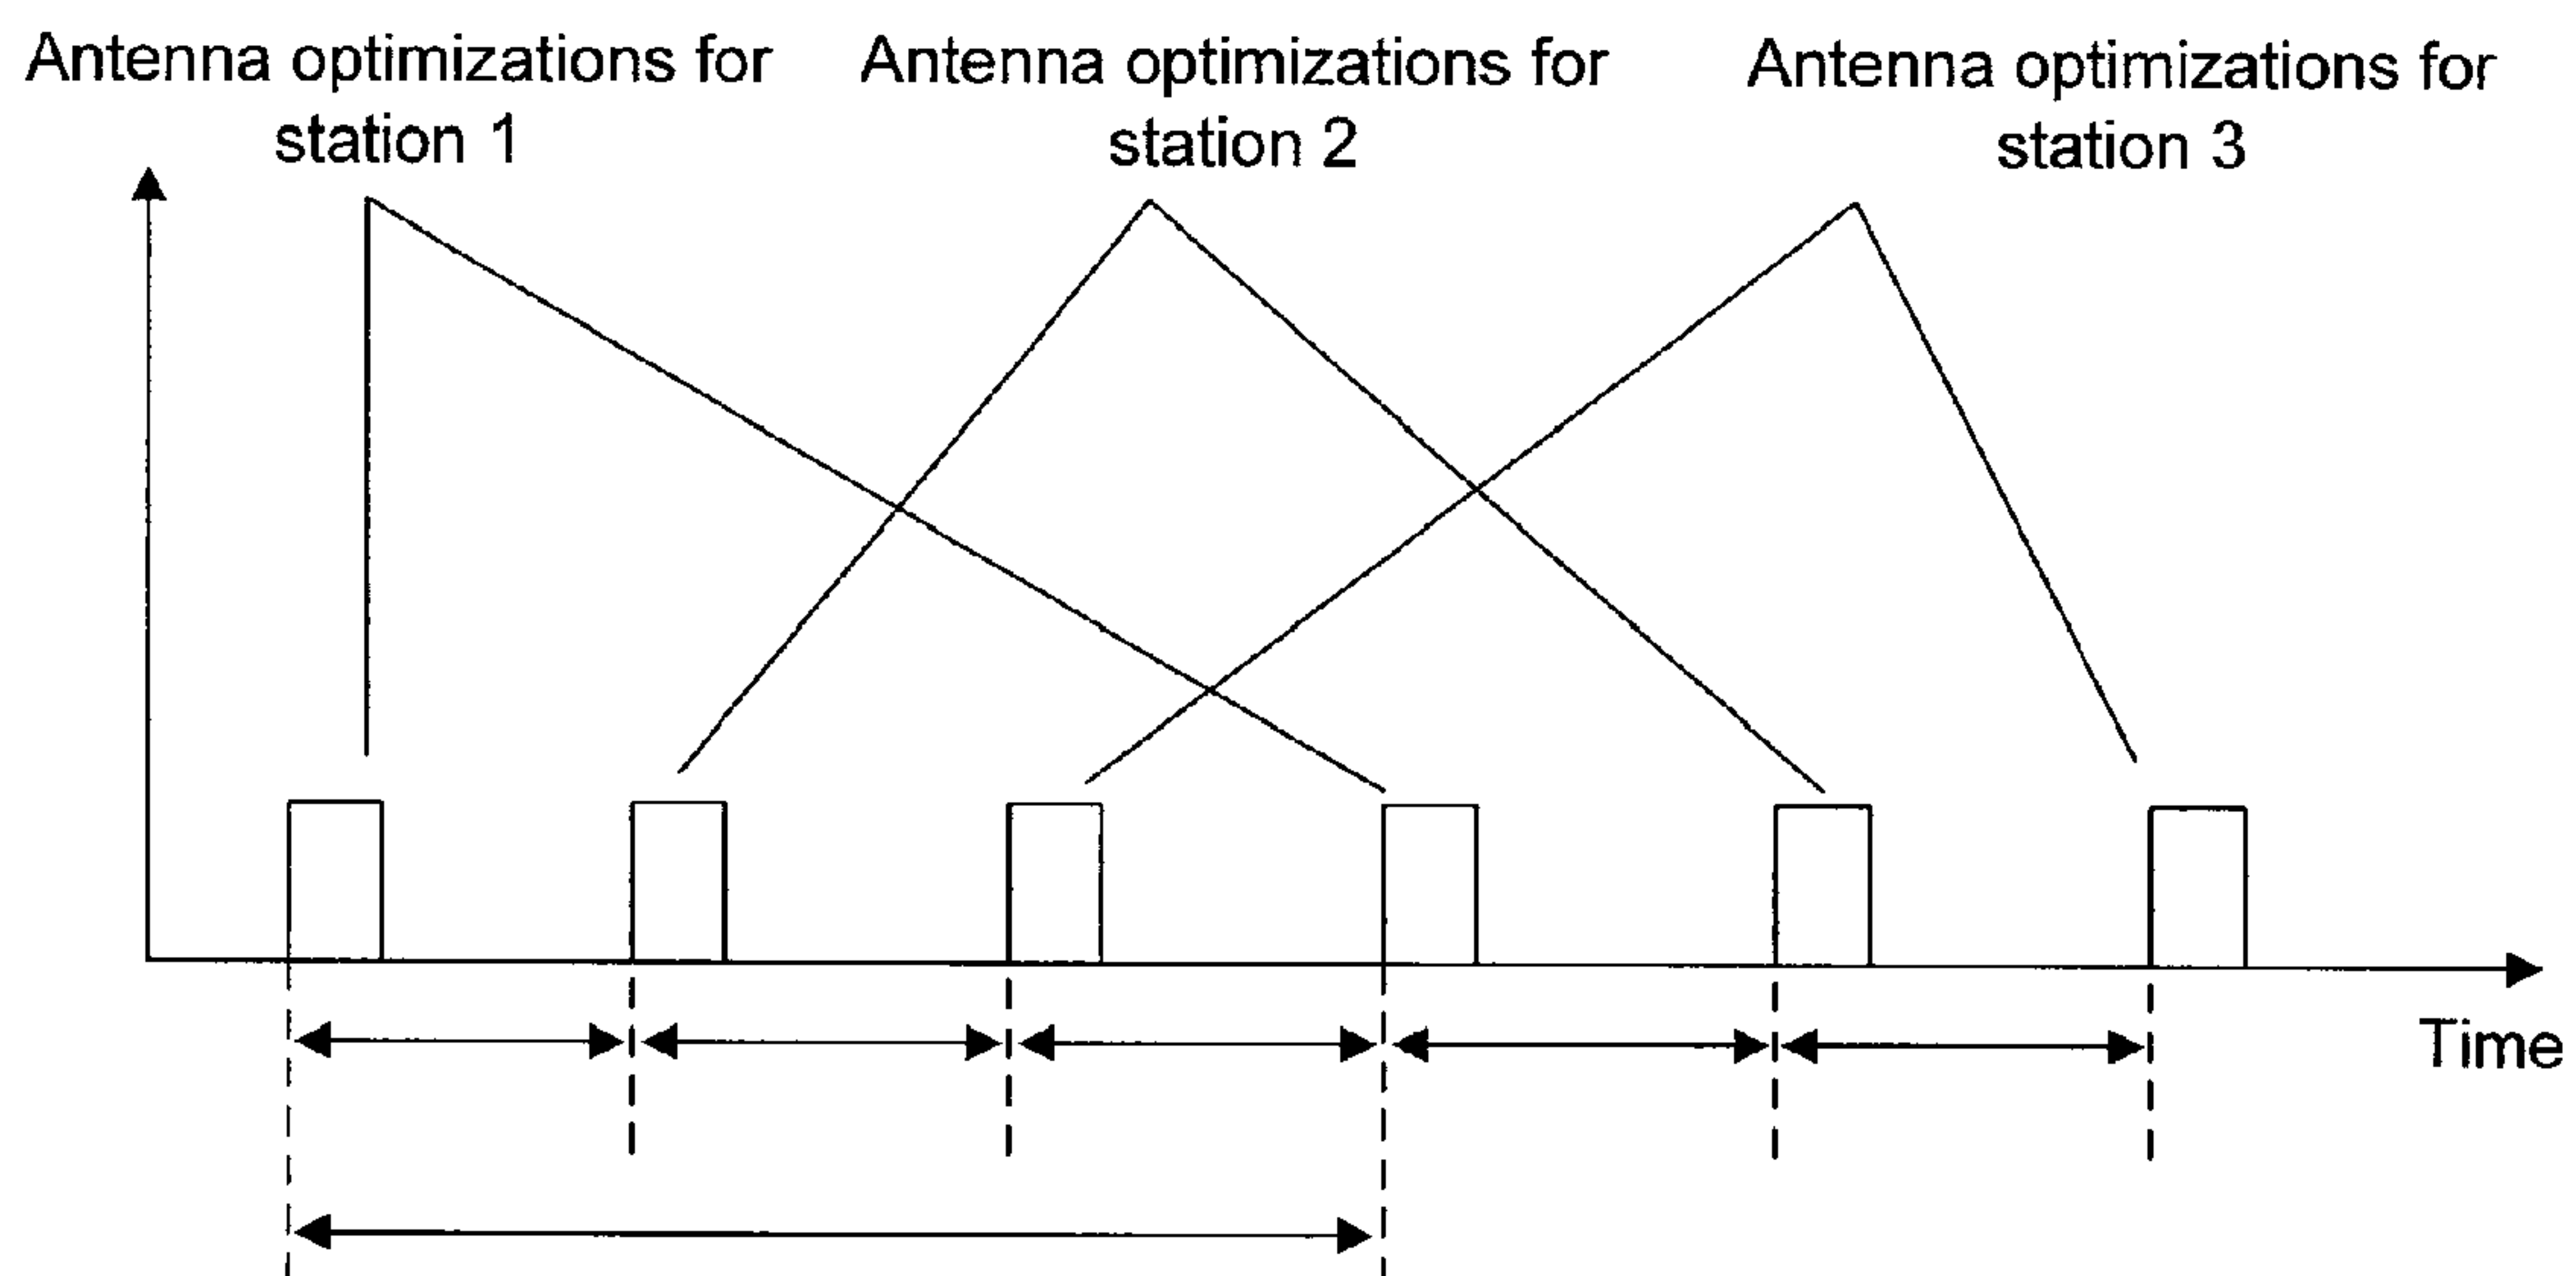 Antenna optimizations for
station 1
Antenna optimizations for
station 2
Antenna optimizations for
station 3
Time